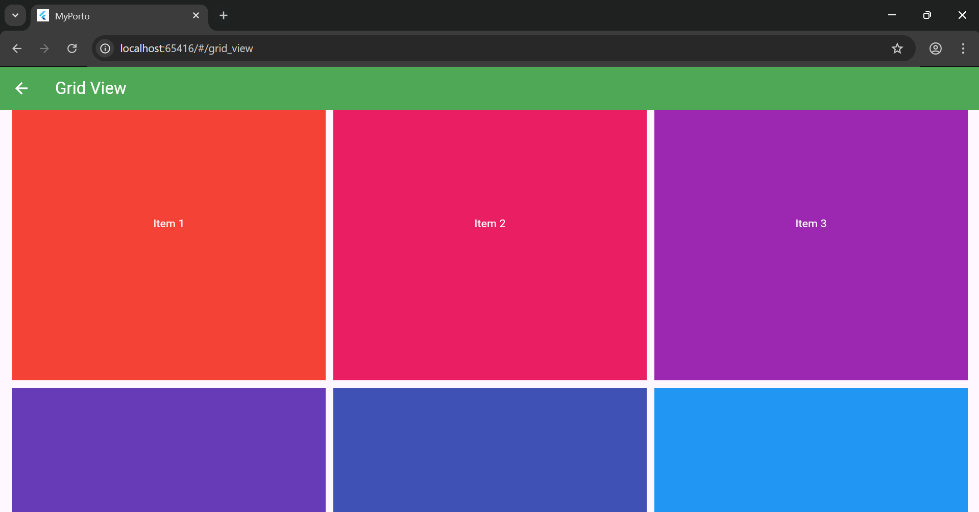 MyPorto
localhost:65416/#/grid_view
Grid View
Item 1
Item 2
Item 3